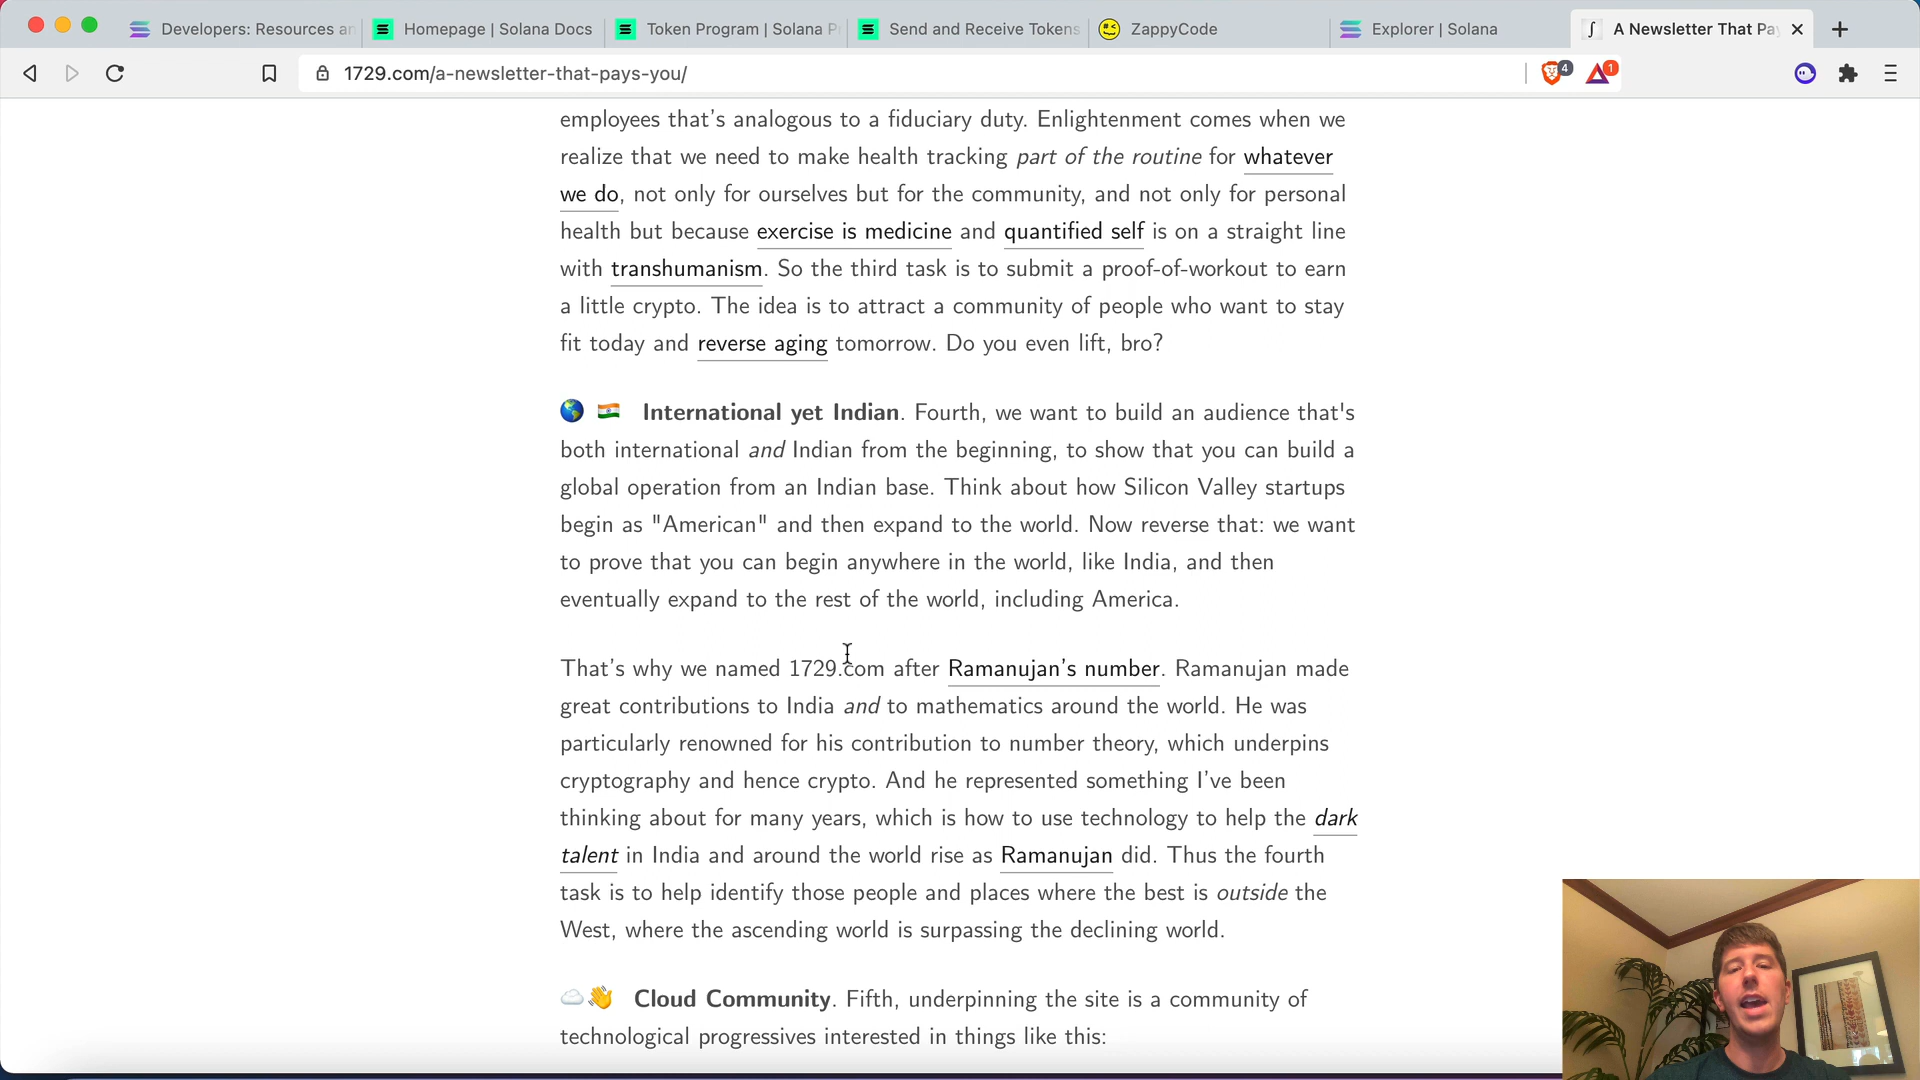 Developers: Resources an
Homepage | Solana Docs
Token Program | Solana P
Send and Receive Tokens
ZappyCode
Explorer | Solana
A Newsletter That Pay
1729.com/a-newsletter-that-pays-you/
4
1
employees that’s analogous to a fiduciary duty. Enlightenment comes when we
realize that we need to make health tracking part of the routine for whatever
we do, not only for ourselves but for the community, and not only for personal
health but because exercise is medicine and quantified self is on a straight line
with transhumanism. So the third task is to submit a proof-of-workout to earn
a little crypto. The idea is to attract a community of people who want to stay
fit today and reverse aging tomorrow. Do you even lift, bro?
International yet Indian. Fourth, we want to build an audience that's
both international and Indian from the beginning, to show that you can build a
global operation from an Indian base. Think about how Silicon Valley startups
begin as "American" and then expand to the world. Now reverse that: we want
to prove that you can begin anywhere in the world, like India, and then
eventually expand to the rest of the world, including America.
That’s why we named 1729.com after Ramanujan’s number. Ramanujan made
great contributions to India and to mathematics around the world. He was
particularly renowned for his contribution to number theory, which underpins
cryptography and hence crypto. And he represented something I’ve been
thinking about for many years, which is how to use technology to help the dark
talent in India and around the world rise as Ramanujan did. Thus the fourth
task is to help identify those people and places where the best is outside the
West, where the ascending world is surpassing the declining world.
Cloud Community. Fifth, underpinning the site is a community of
technological progressives interested in things like this: